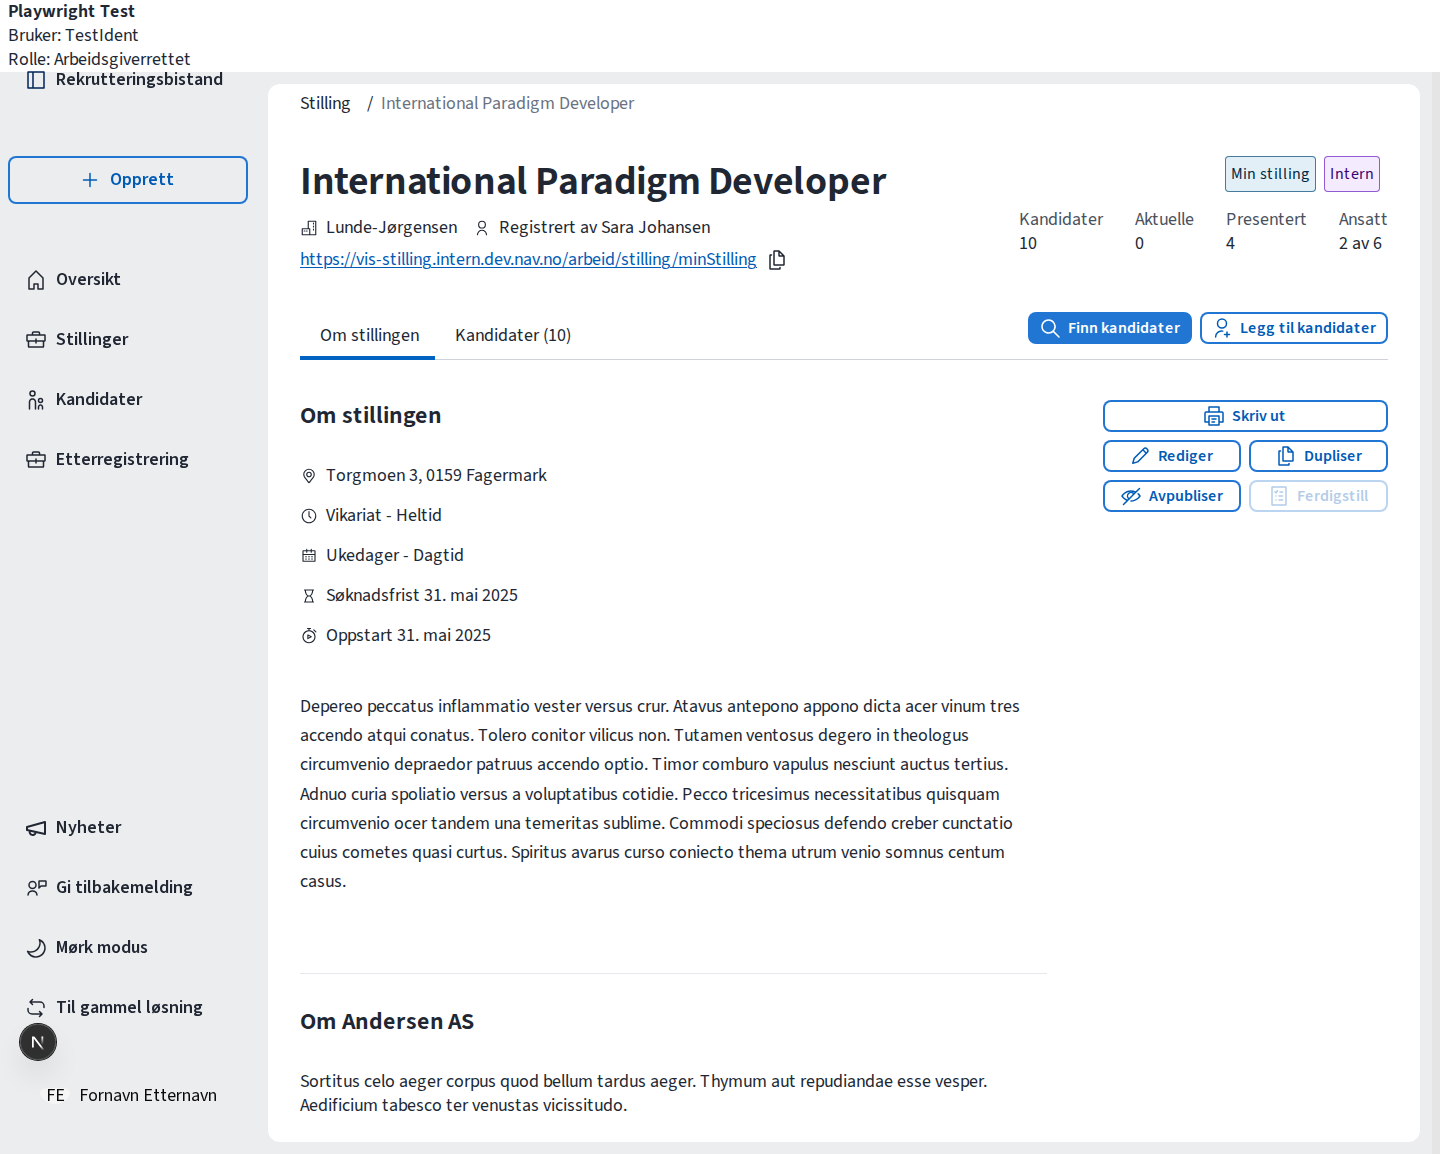 Playwright Test
Bruker: TestIdent
Rolle: Arbeidsgiverrettet
Rekrutteringsbistand
Opprett
Oversikt
Stillinger
Kandidater
Etterregistrering
Nyheter
Gi tilbakemelding
Mørk modus
Til gammel løsning
N
FE Fornavn Etternavn
Stilling / International Paradigm Developer
International Paradigm Developer
Min stilling Intern
Lunde-Jørgensen Registrert av Sara Johansen
https://vis-stilling.intern.dev.nav.no/arbeid/stilling/minStilling
Kandidater Aktuelle Presentert Ansatt
10 0 4 2 av 6
Om stillingen Kandidater (10)
Finn kandidater Legg til kandidater
Om stillingen
Skriv ut
Rediger Dupliser
Avpubliser Ferdigstill
Torgmoen 3, 0159 Fagermark
Vikariat - Heltid
Ukedager - Dagtid
Søknadsfrist 31. mai 2025
Oppstart 31. mai 2025
Depereo peccatus inflammatio vester versus crur. Atavus antepono appono dicta acer vinum tres
accendo atqui conatus. Tolero conitor vilicus non. Tutamen ventosus degero in theologus
circumvenio depraedor patruus accendo optio. Timor comburo vapulus nesciunt auctus tertius.
Adnuo curia spoliatio versus a voluptatibus cotidie. Pecco tricesimus necessitatibus quisquam
circumvenio ocer tandem una temeritas sublime. Commodi speciosus defendo creber cunctatio
cuius cometes quasi curtus. Spiritus avarus curso coniecto thema utrum venio somnus centum
casus.
Om Andersen AS
Sortitus celo aeger corpus quod bellum tardus aeger. Thymum aut repudiandae esse vesper.
Aedificium tabesco ter venustas vicissitudo.